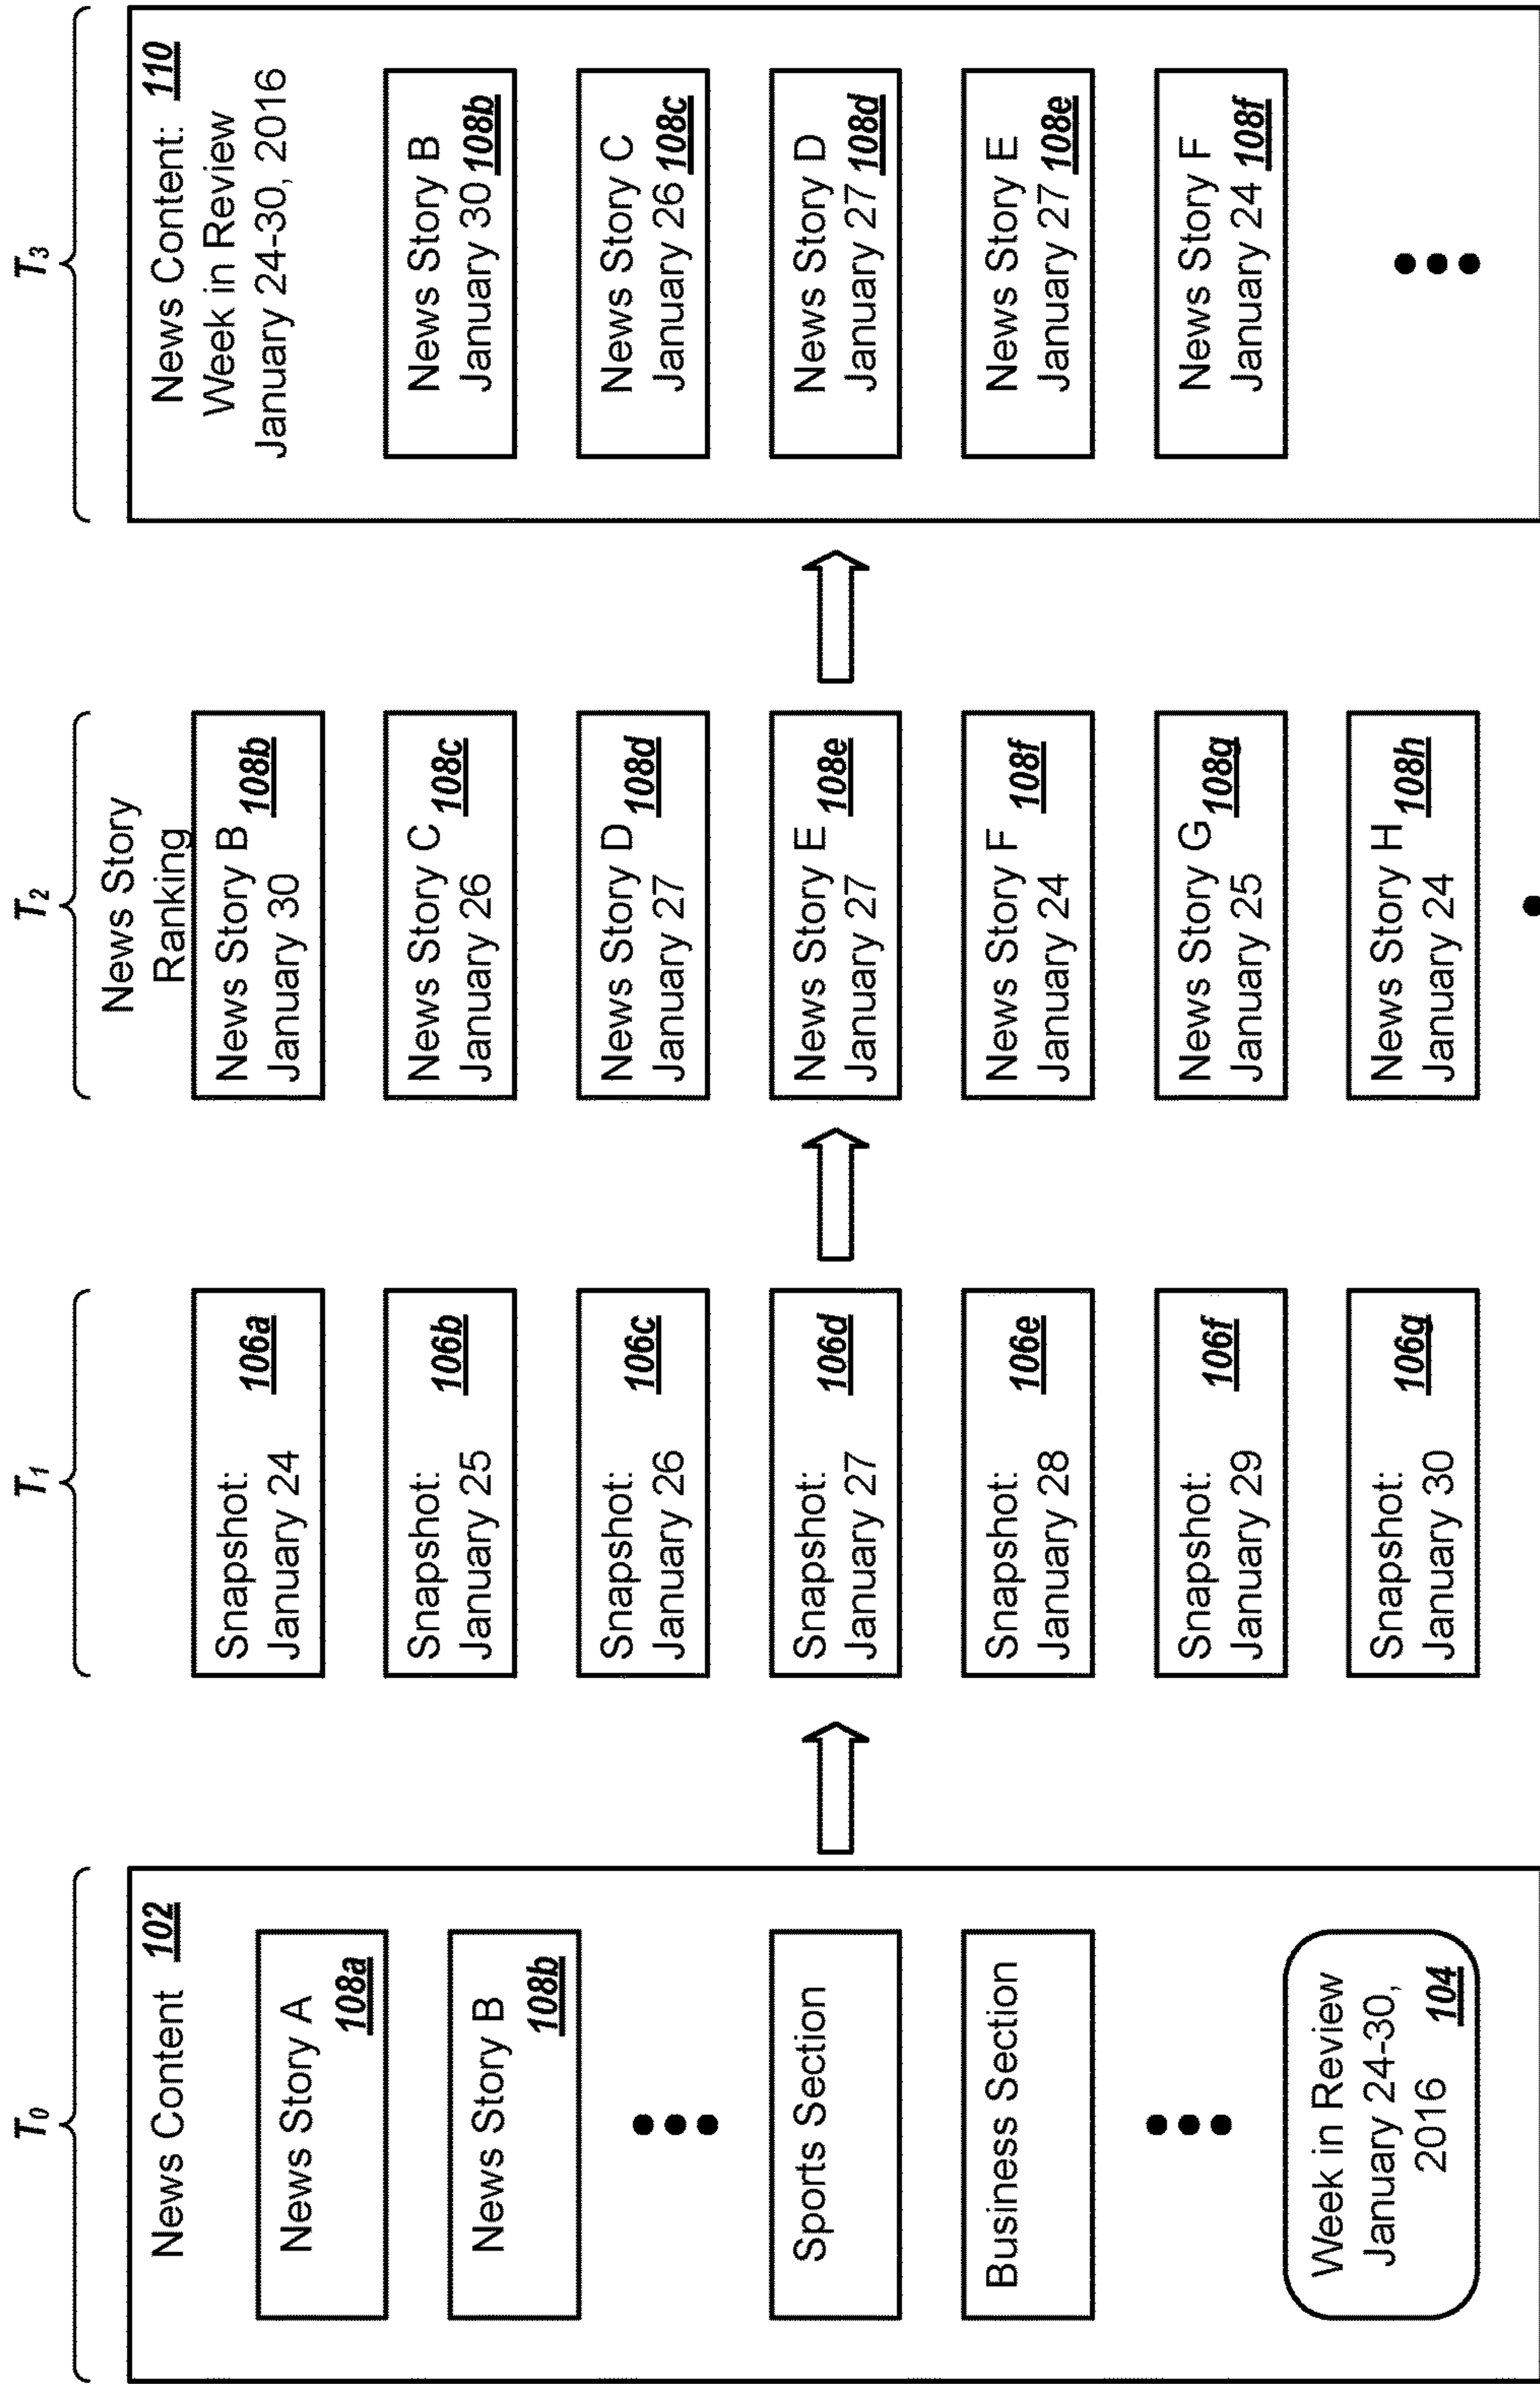 T0
News Content 102
News Story A
108a
News Story B
108b
Sports Section
Business Section
Week in Review
January 24-30,
2016 104
T1
Snapshot:
January 24 106a
Snapshot:
January 25 106b
Snapshot:
January 26 106c
Snapshot:
January 27 106d
Snapshot:
January 28 106e
Snapshot:
January 29 106f
Snapshot:
January 30 106g
T2
News Story
Ranking
News Story B
January 30 108b
News Story C
January 26 108c
News Story D
January 27 108d
News Story E
January 27 108e
News Story F
January 24 108f
News Story G
January 25 108g
News Story H
January 24 108h
T3
News Content: 110
Week in Review
January 24-30, 2016
News Story B
January 30 108b
News Story C
January 26 108c
News Story D
January 27 108d
News Story E
January 27 108e
News Story F
January 24 108f